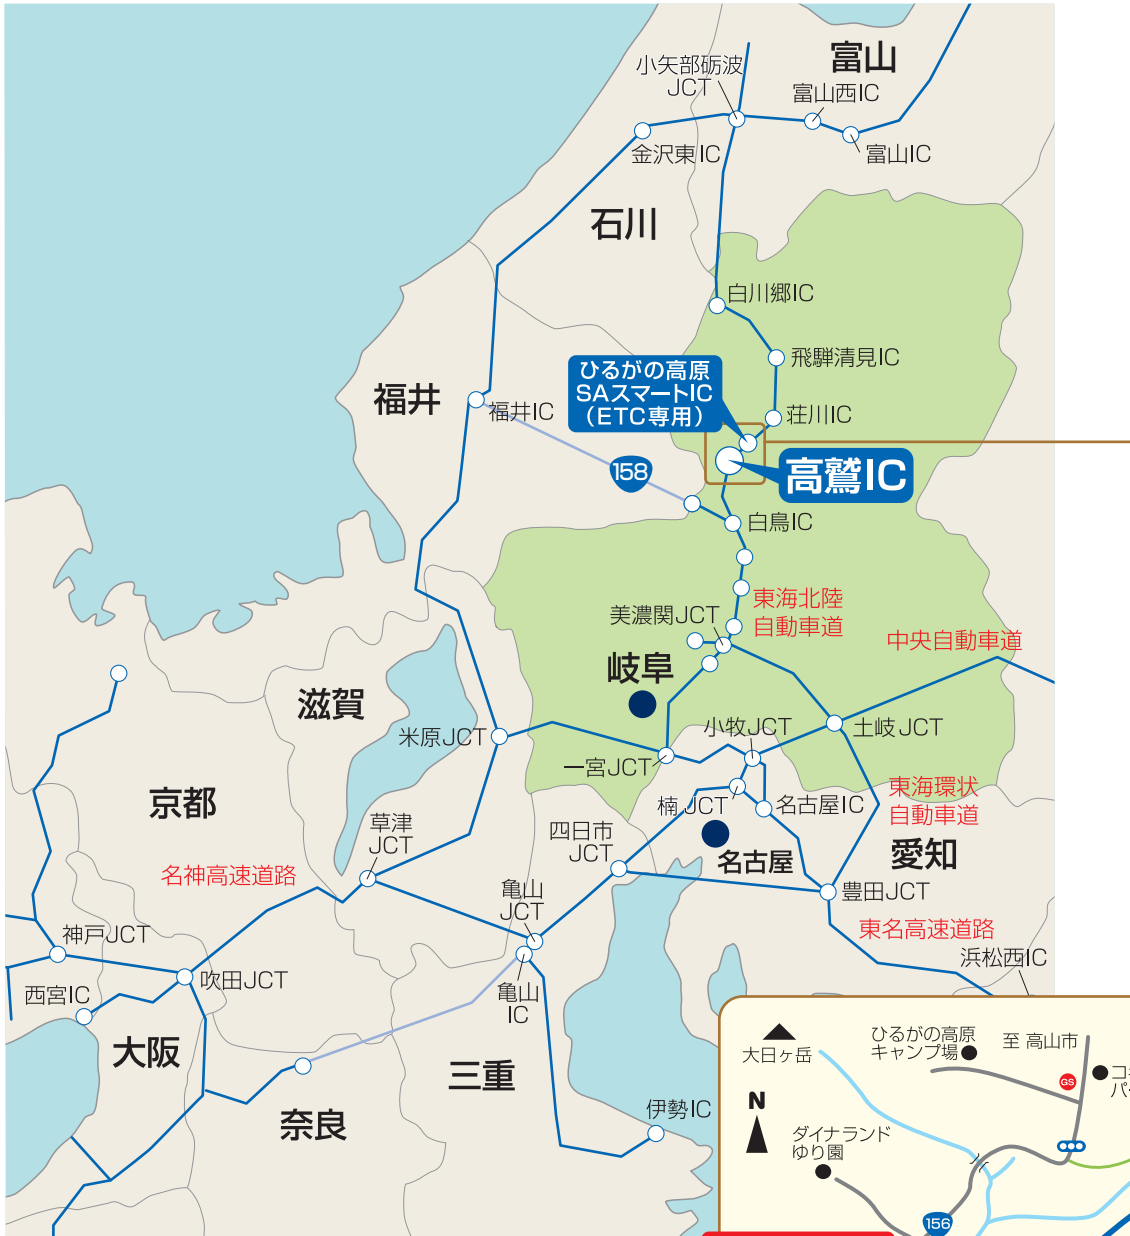 富山
小矢部砺波
JCT
富山西IC
金沢東IC
富山IC
石川
白川郷IC
飛騨清見IC
ひるがの高原
SAスマートIC
(ETC専用)
福井
福井IC
荘川IC
158
高鷲IC
白鳥IC
東海北陸
自動車道
美濃関JCT
中央自動車道
岐阜
滋賀
米原JCT
小牧JCT
土岐JCT
一宮JCT
京都
楠JCT
名古屋IC
東海環状
自動車道
草津
JCT
四日市
JCT
名古屋
愛知
名神高速道路
亀山
JCT
豊田JCT
神戸JCT
東名高速道路
浜松西IC
西宮IC
吹田JCT
亀山
IC
大阪
三重
奈良
伊勢IC
大日ヶ岳
ひるがの高原
キャンプ場
至 高山市
GS
N
ダイナランド
ゆり園
156